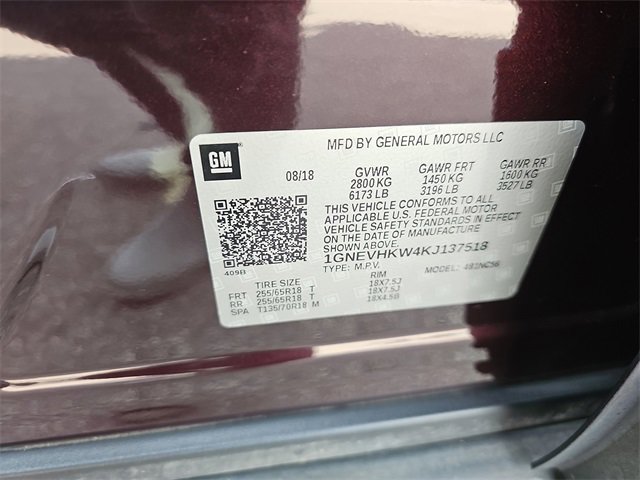 MFD BY GENERAL MOTORS LLC
GM
08/18
GVWR
2800 KG
6173 LB
GAWR FRT
1450 KG
3196 LB
GAWR RR
1600 KG
3527 LB
THIS VEHICLE CONFORMS TO ALL
APPLICABLE U.S. FEDERAL MOTOR
VEHICLE SAFETY STANDARDS IN EFFECT
ON THE DATE OF MANUFACTURE
SHOWN ABOVE.
1GNEVHKW4KJ137518
TYPE: M.P.V. MODEL: 481NC56
409B
TIRE SIZE RIM
FRT 255/65R18 T 18X7.5J
RR 255/65R18 T 18X7.5J
SPA T135/70R18 M 18X4.5B